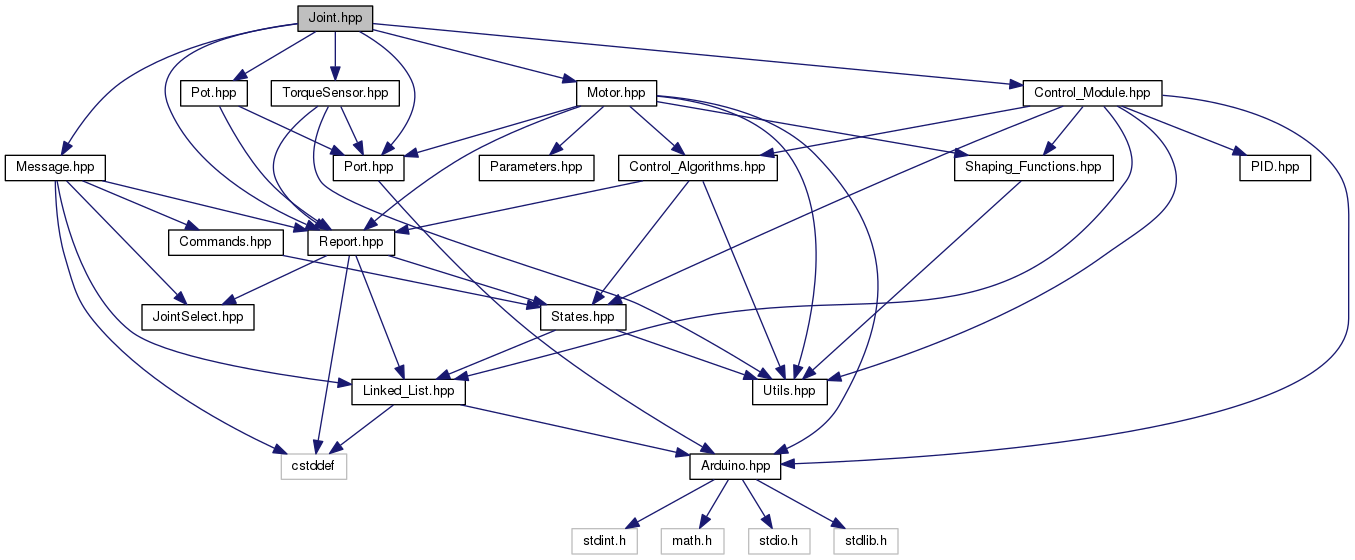 Joint.hpp
Pot.hpp
TorqueSensor.hpp
Motor.hpp
Control_Module.hpp
Message.hpp
Port.hpp
Parameters.hpp
Control_Algorithms.hpp
Shaping_Functions.hpp
PID.hpp
Commands.hpp
Report.hpp
JointSelect.hpp
States.hpp
Linked_List.hpp
Utils.hpp
cstddef
Arduino.hpp
stdint.h
math.h
stdio.h
stdlib.h